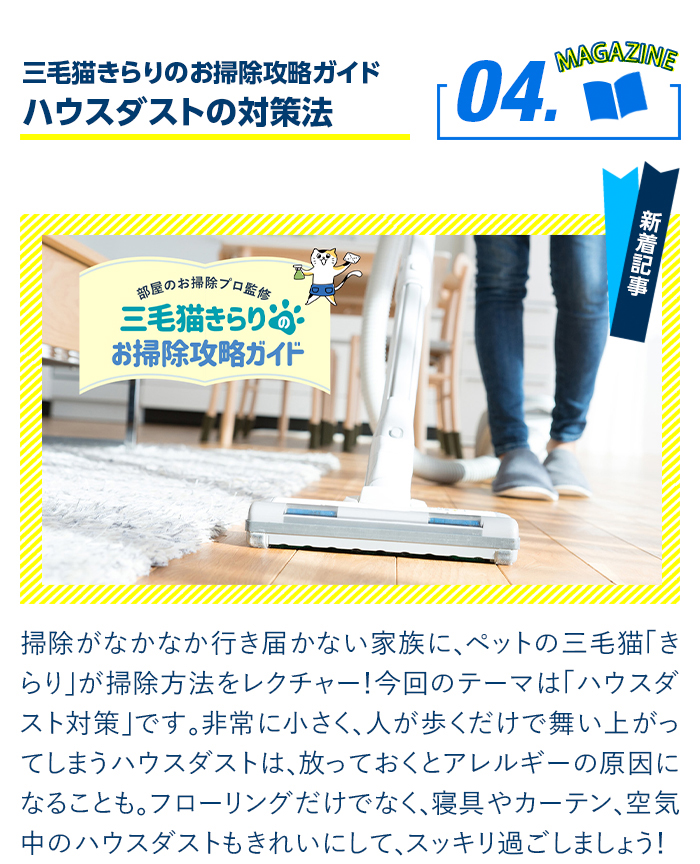 三毛猫きらりのお掃除攻略ガイド
ハウスダストの対策法
04.
MAGAZINE
新着記事
部屋のお掃除プロ監修
三毛猫きらりの
お掃除攻略ガイド
掃除がなかなか行き届かない家族に、ペットの三毛猫「き
らり」が掃除方法をレクチャー！今回のテーマは「ハウスダ
スト対策」です。非常に小さく、人が歩くだけで舞い上がっ
てしまうハウスダストは、放っておくとアレルギーの原因に
なることも。フローリングだけでなく、寝具やカーテン、空気
中のハウスダストもきれいにして、スッキリ過ごしましょう！